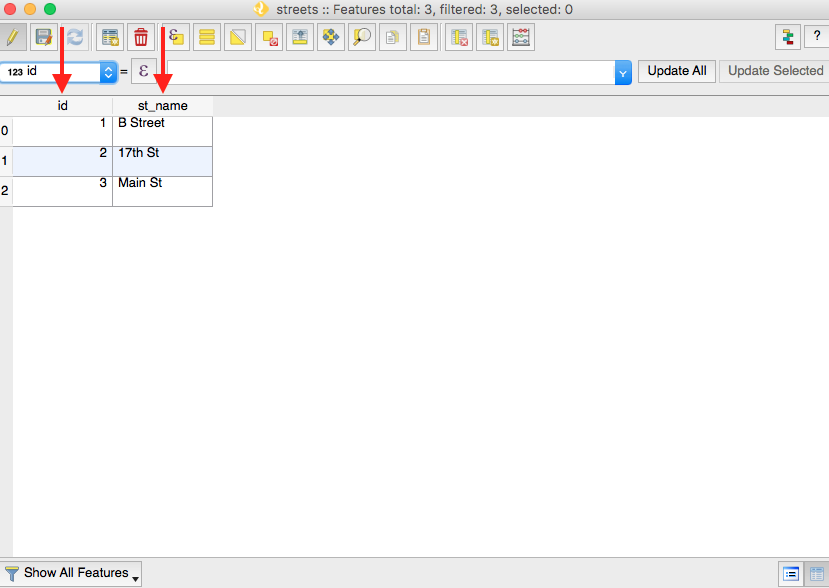 streets :: Features total: 3, filtered: 3, selected: 0
ε
?
123 id = ε Update All Update Selected
id st_name
0 1 B Street
1 2 17th St
2 3 Main St
Show All Features